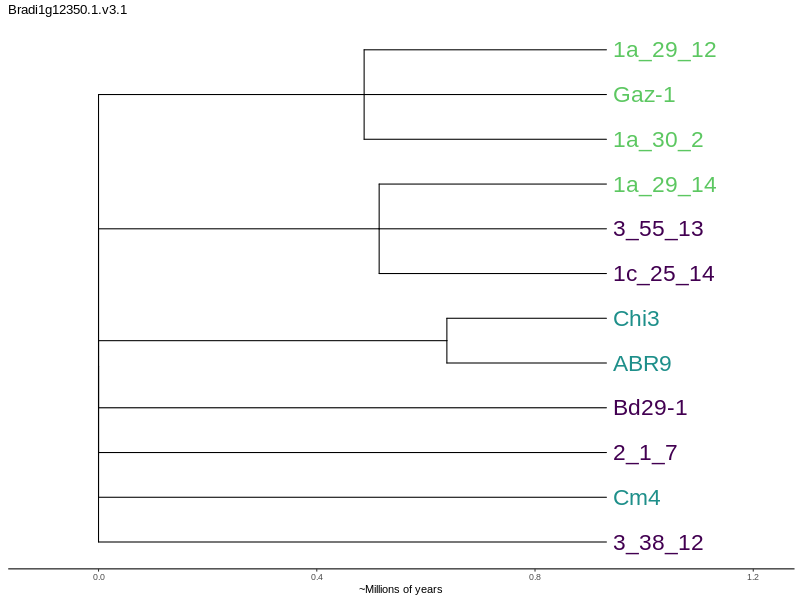 Bradi1g12350.1.v3.1
1a_29_12
Gaz-1
1a_30_2
1a_29_14
3_55_13
1c_25_14
Chi3
ABR9
Bd29-1
2_1_7
Cm4
3_38_12
0.0 0.4 0.8 1.2
~Millions of years